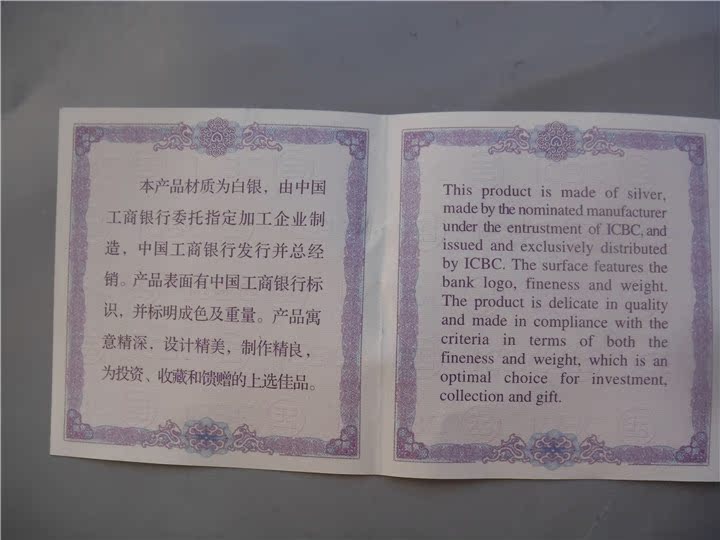 本产品材质为白银，由中国
工商银行委托指定加工企业制
造，中国工商银行发行并总经
销。产品表面有中国工商银行标
识，并标明成色及重量。产品寓
意精深，设计精美，制作精良，
为投资、收藏和馈赠的上选佳品。
This product is made of silver,
made by the nominated manufacturer
under the entrustment of ICBC, and
issued and exclusively distributed
by ICBC. The surface features the
bank logo, fineness and weight.
The product is delicate in quality
and made in compliance with the
criteria in terms of both the
fineness and weight, which is an
optimal choice for investment,
collection and gift.